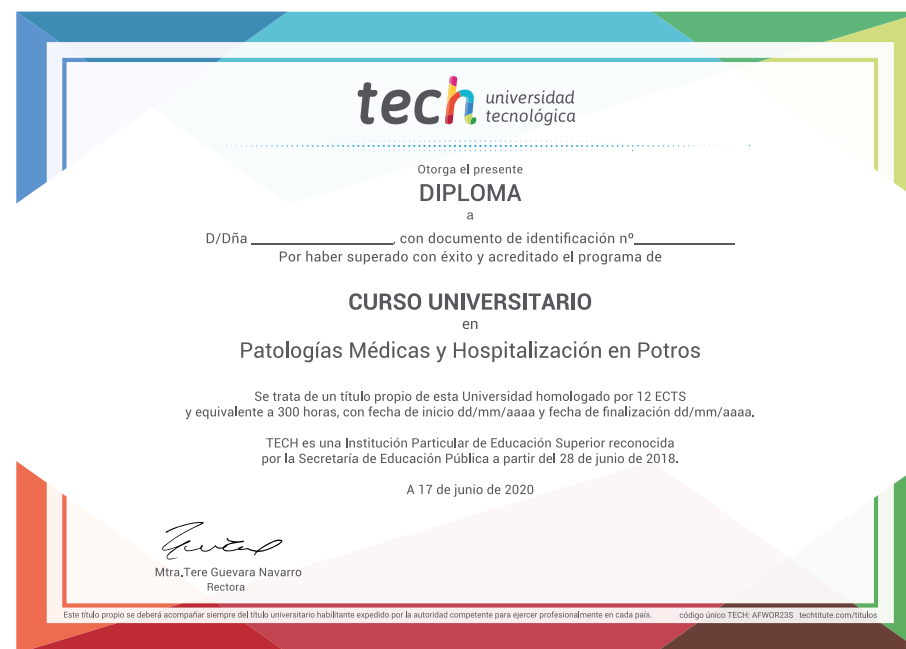 tech universidad
tecnológica
Otorga el presente
DIPLOMA
a
D/Dña ________________, con documento de identificación nº____________
Por haber superado con éxito y acreditado el programa de
CURSO UNIVERSITARIO
en
Patologías Médicas y Hospitalización en Potros
Se trata de un título propio de esta Universidad homologado por 12 ECTS
y equivalente a 300 horas, con fecha de inicio dd/mm/aaaa y fecha de finalización dd/mm/aaaa.
TECH es una Institución Particular de Educación Superior reconocida
por la Secretaría de Educación Pública a partir del 28 de junio de 2018.
A 17 de junio de 2020
Mtra.Tere Guevara Navarro
Rectora
Este título propio se deberá acompañar siempre del título universitario habilitante expedido por la autoridad competente para ejercer profesionalmente en cada país. código único TECH: AFWOR23S techtitute.com/titulos